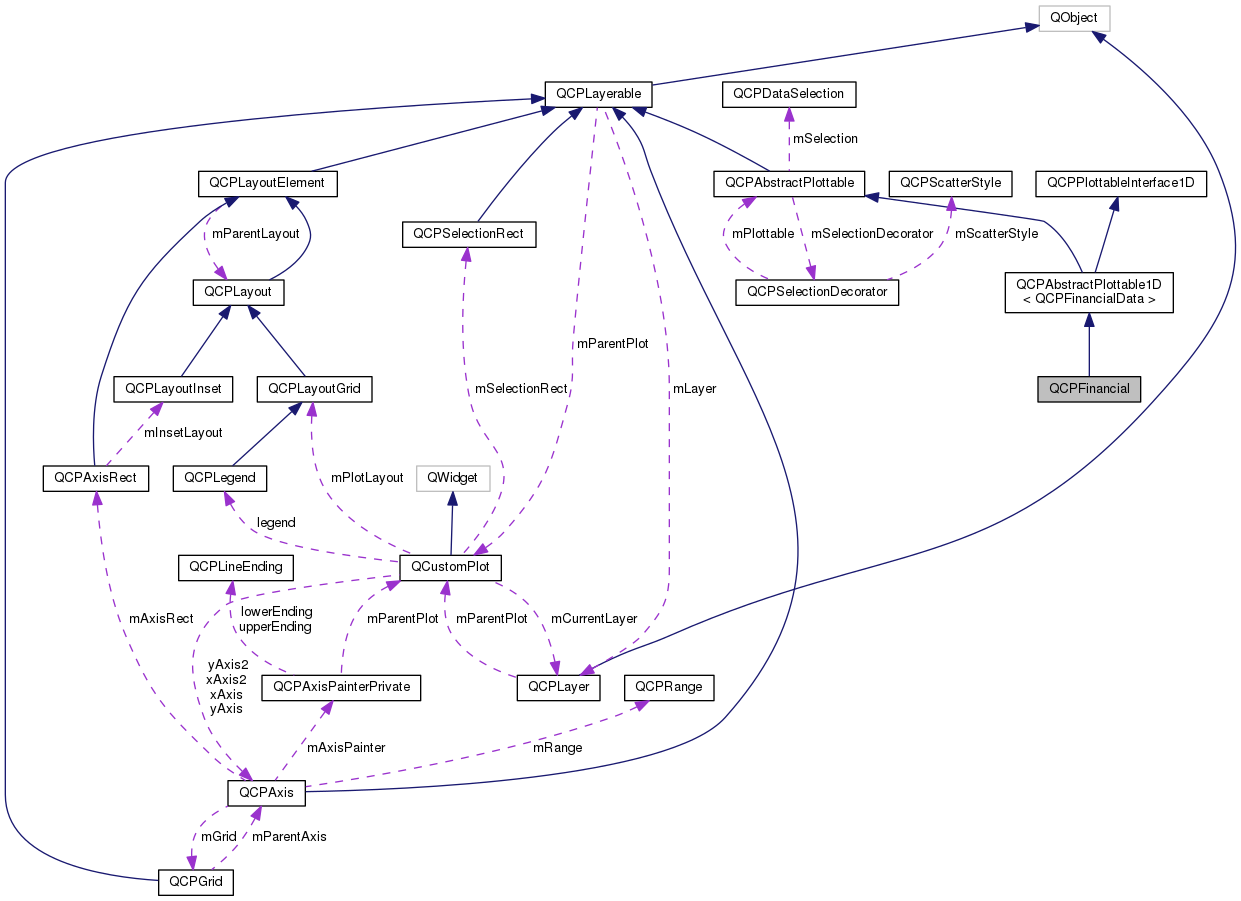 QObject
QCPLayerable
QCPDataSelection
mSelection
QCPLayoutElement
QCPAbstractPlottable
QCPScatterStyle
QCPPlottableInterface1D
mParentLayout
QCPSelectionRect
mPlottable
mSelectionDecorator
mScatterStyle
QCPLayout
QCPSelectionDecorator
QCPAbstractPlottable1D
< QCPFinancialData >
mParentPlot
QCPLayoutInset
QCPLayoutGrid
mSelectionRect
mLayer
QCPFinancial
mInsetLayout
QCPAxisRect
QCPLegend
mPlotLayout
QWidget
legend
QCPLineEnding
QCustomPlot
mAxisRect
lowerEnding
upperEnding
mParentPlot
mParentPlot
mCurrentLayer
yAxis2
xAxis2
xAxis
yAxis
QCPAxisPainterPrivate
QCPLayer
QCPRange
mAxisPainter
mRange
QCPAxis
mGrid
mParentAxis
QCPGrid